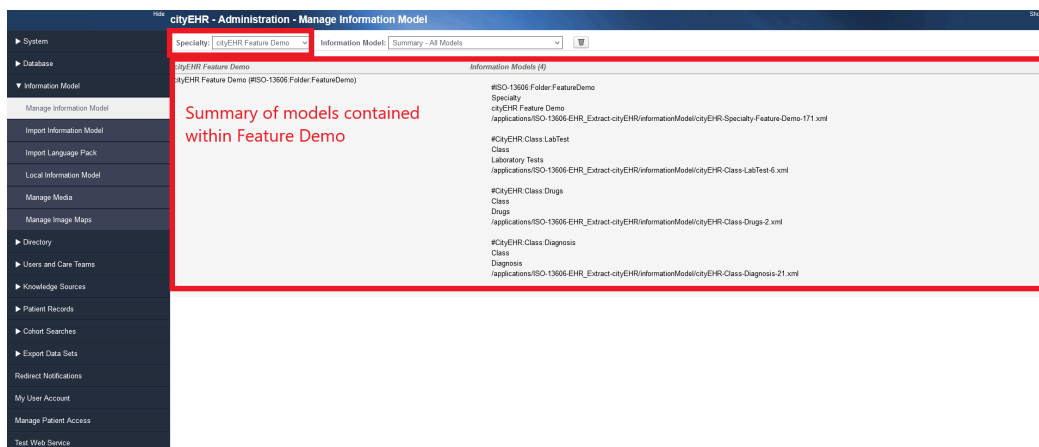 Hide
cityEHR - Administration - Manage Information Model
▶ System
▶ Database
▼ Information Model
Manage Information Model
Import Information Model
Import Language Pack
Local Information Model
Manage Media
Manage Image Maps
▶ Directory
▶ Users and Care Teams
▶ Knowledge Sources
▶ Patient Records
▶ Cohort Searches
▶ Export Data Sets
Redirect Notifications
My User Account
Manage Patient Access
Test Web Service
Specialty: cityEHR Feature Demo Information Model: Summary - All Models
cityEHR Feature Demo Information Models (4)
cityEHR Feature Demo (#ISO-13606:Folder:FeatureDemo)
Summary of models contained
within Feature Demo
#ISO-13606:Folder:FeatureDemo
Specialty
cityEHR Feature Demo
/applications/ISO-13606-EHR_Extract-cityEHR/informationModel/cityEHR-Specialty-Feature-Demo-171.xml
#CityEHR:Class:LabTest
Class
Laboratory Tests
/applications/ISO-13606-EHR_Extract-cityEHR/informationModel/cityEHR-Class-LabTest-6.xml
#CityEHR:Class:Drugs
Class
Drugs
/applications/ISO-13606-EHR_Extract-cityEHR/informationModel/cityEHR-Class-Drugs-2.xml
#CityEHR:Class:Diagnosis
Class
Diagnosis
/applications/ISO-13606-EHR_Extract-cityEHR/informationModel/cityEHR-Class-Diagnosis-21.xml